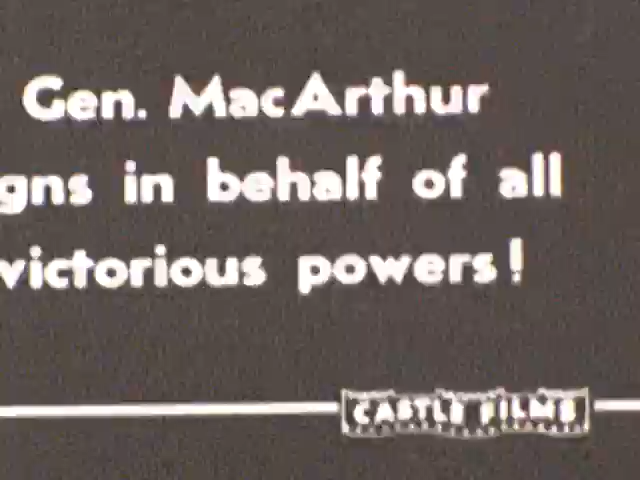 Gen. MacArthur
gns in behalf of all
victorious powers!
CASTLE FILMS